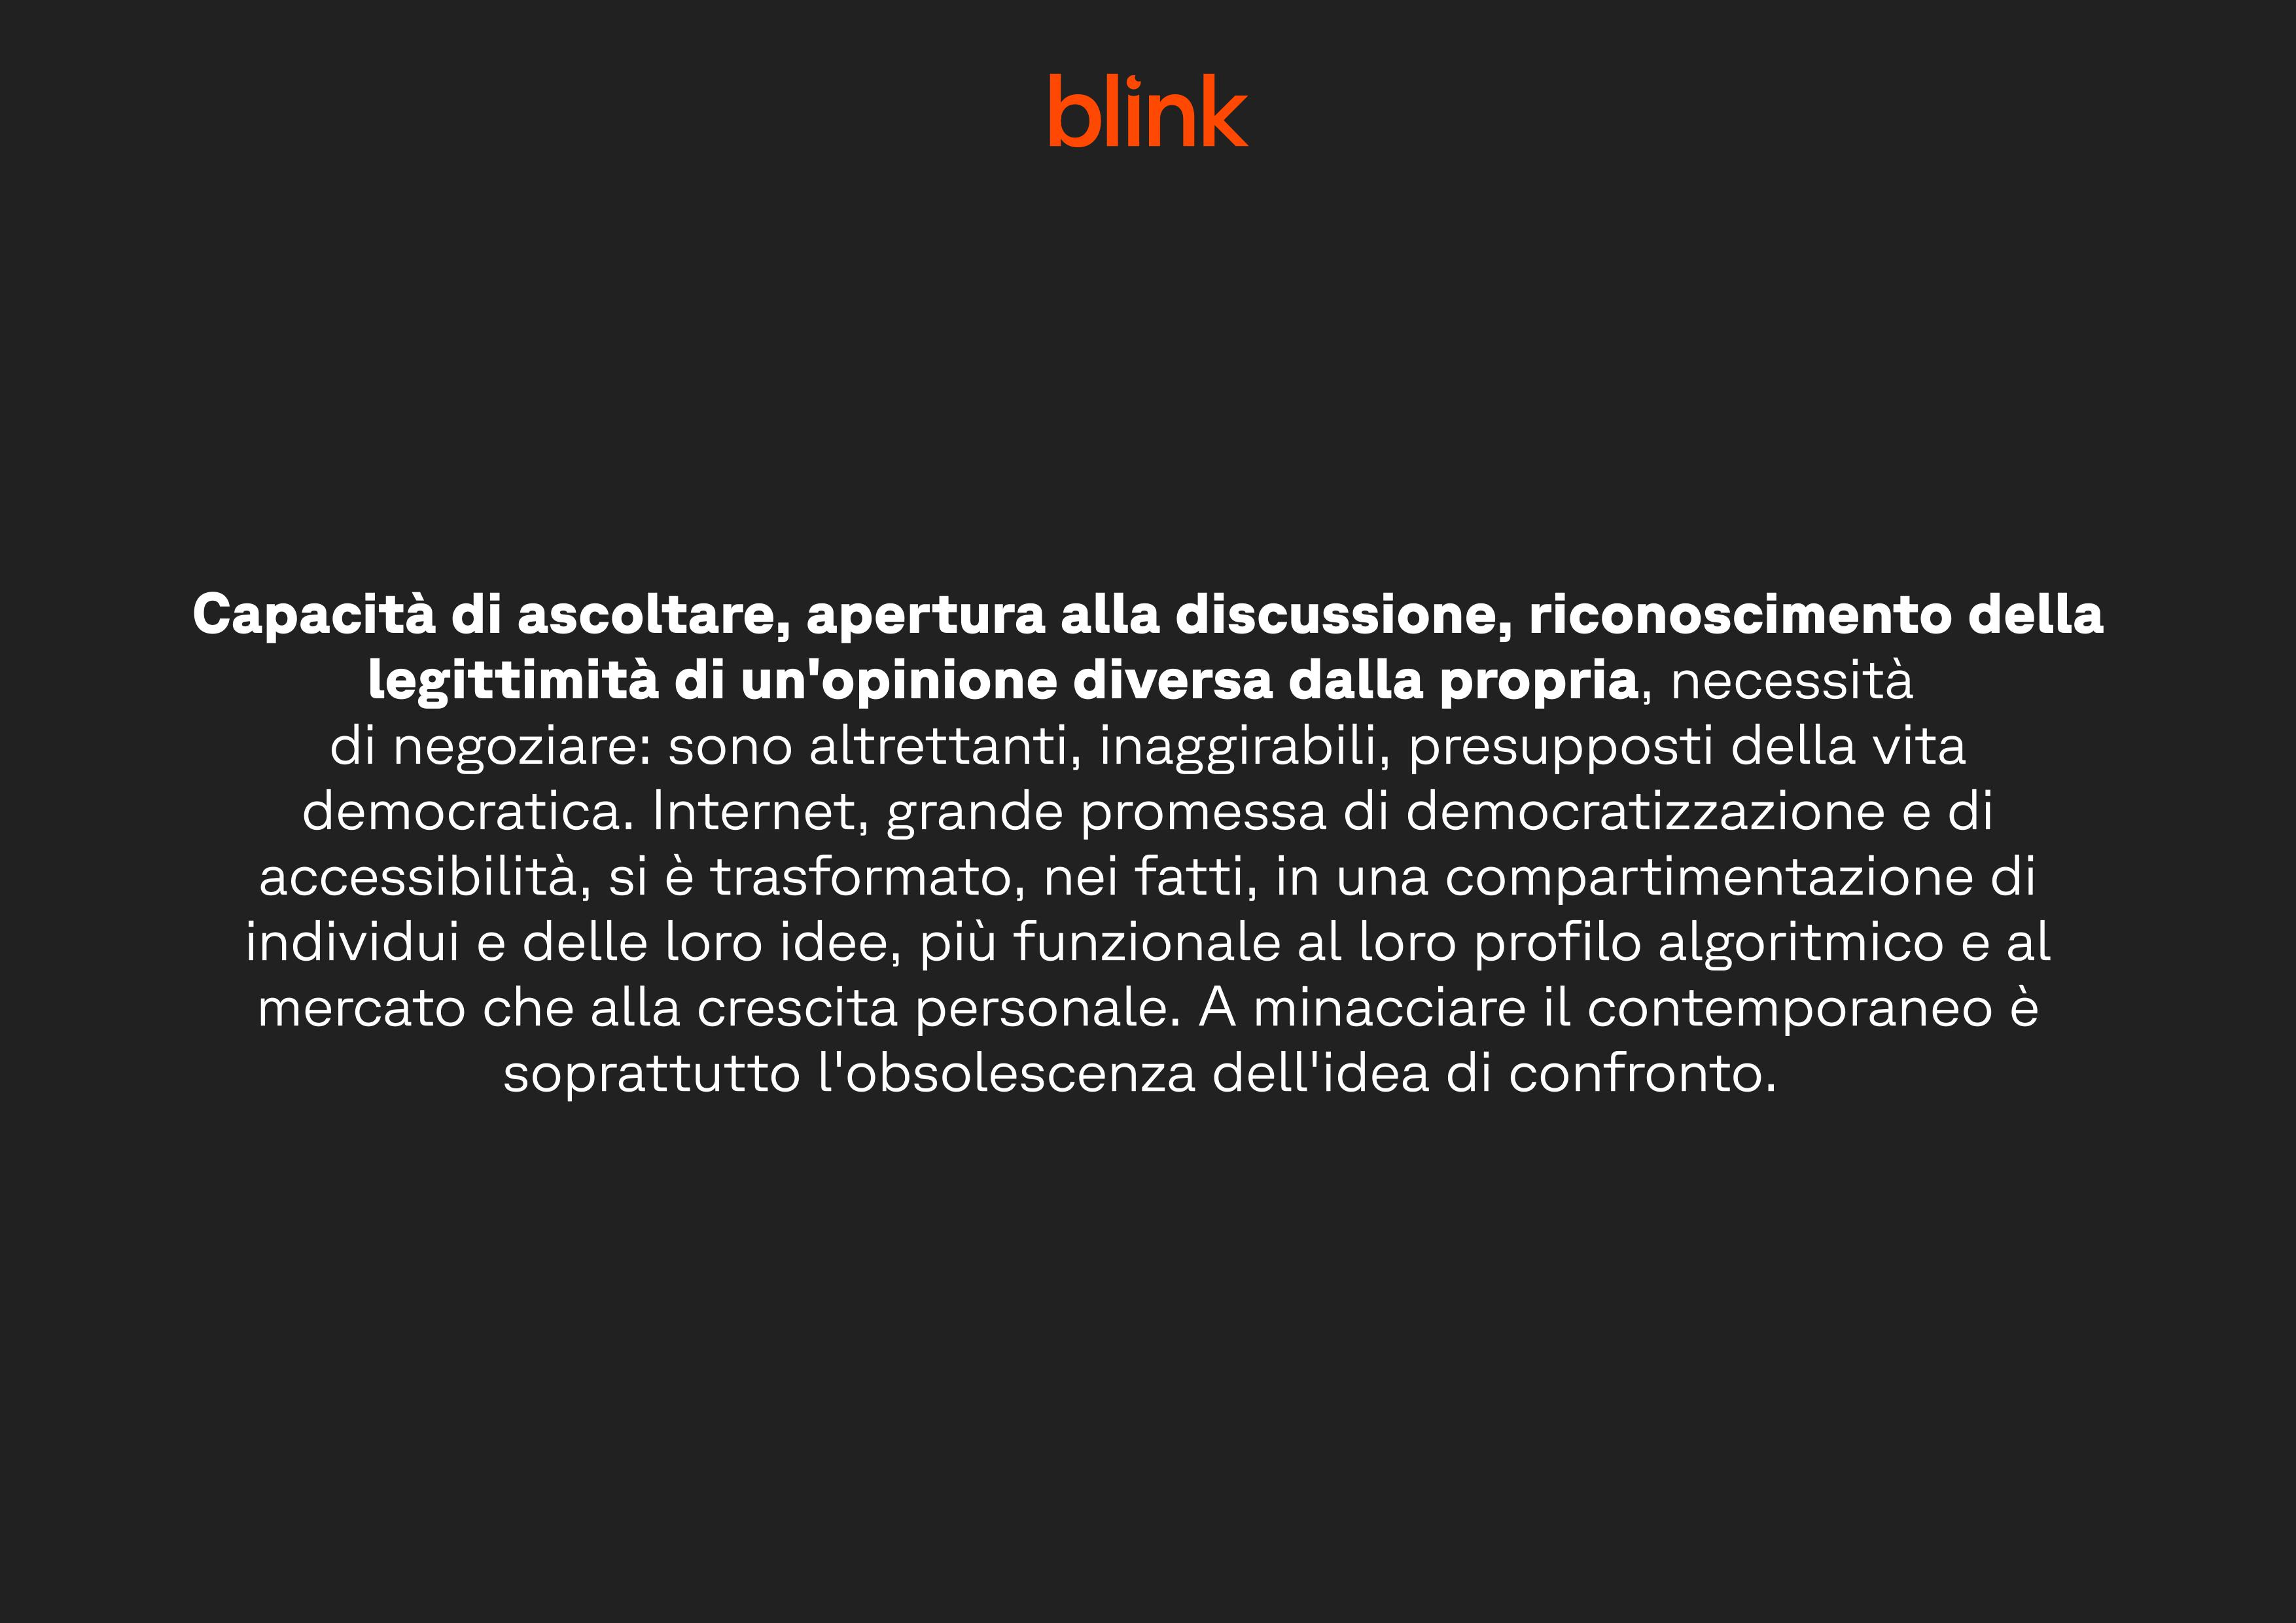 blink
Capacità di ascoltare, apertura alla discussione, riconoscimento della
legittimità di un'opinione diversa dalla propria, necessità
di negoziare: sono altrettanti, inaggirabili, presupposti della vita
democratica. Internet, grande promessa di democratizzazione e di
accessibilità, si è trasformato, nei fatti, in una compartimentazione di
individui e delle loro idee, più funzionale al loro profilo algoritmico e al
mercato che alla crescita personale. A minacciare il contemporaneo è
soprattutto l'obsolescenza dell'idea di confronto.